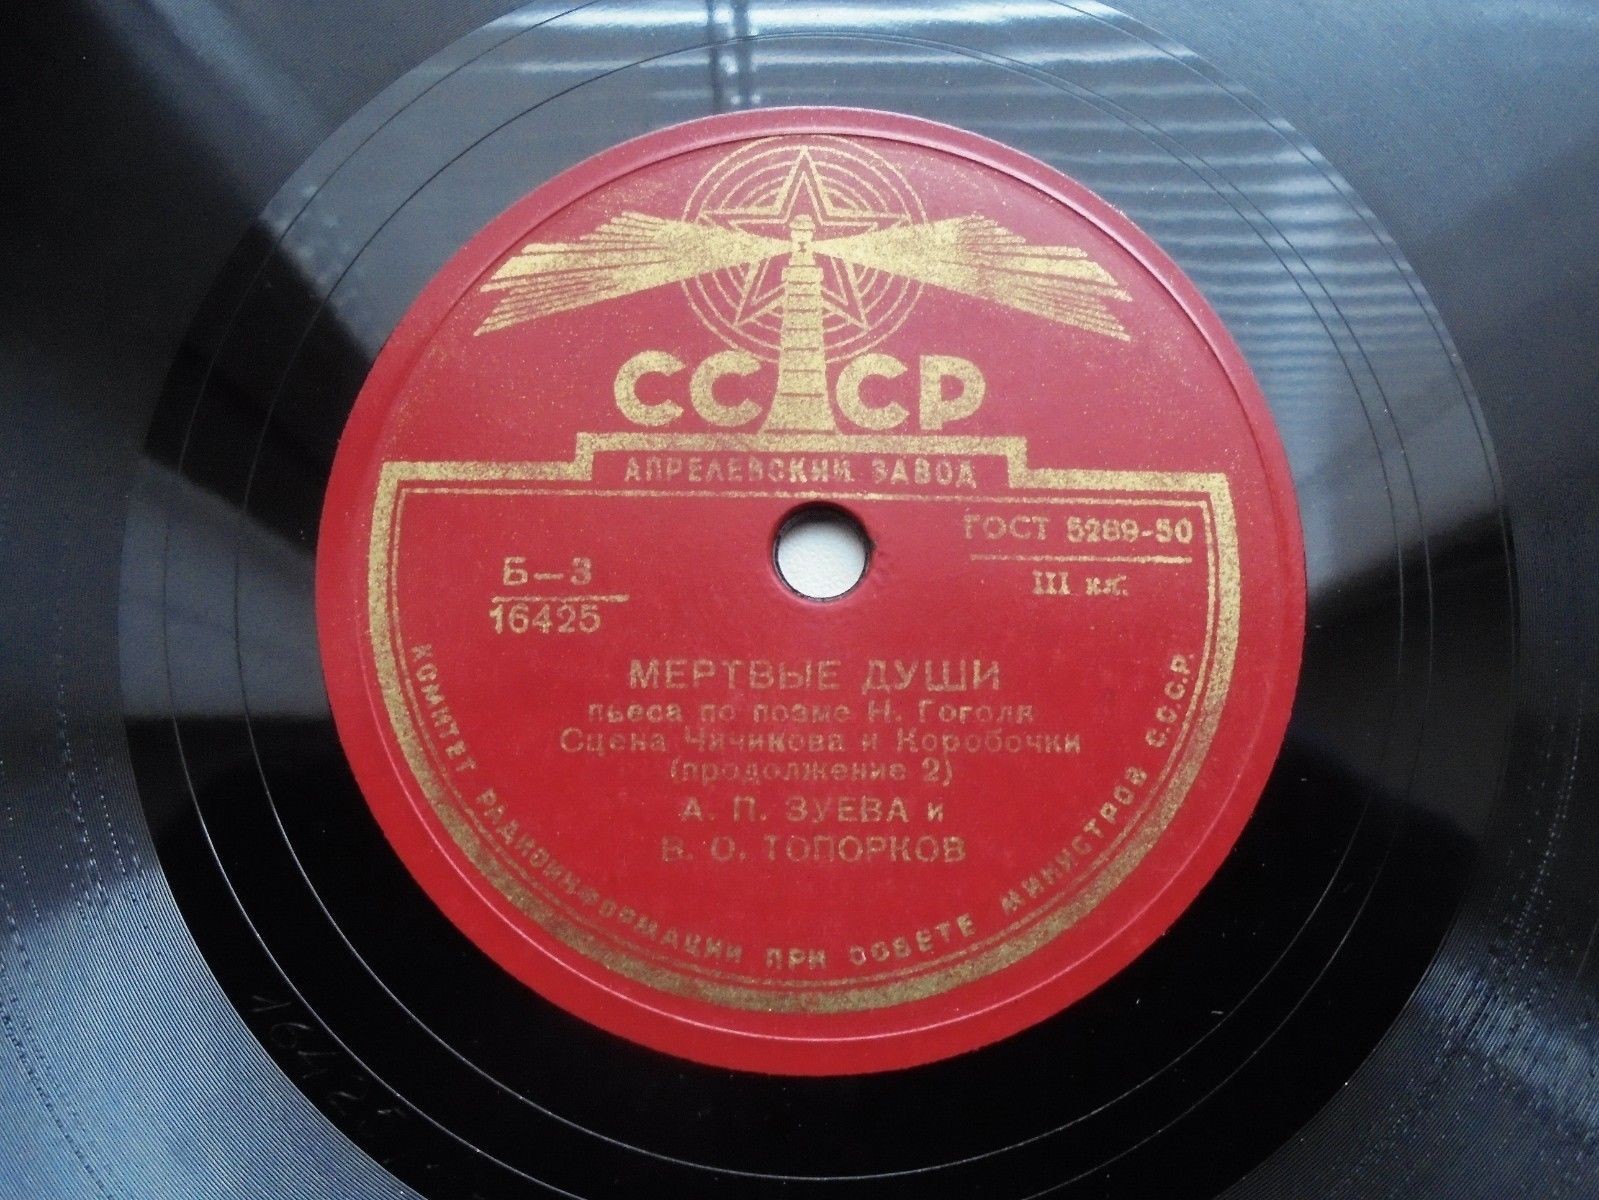 СССР
АПРЕЛЕВСКИЙ ЗАВОД
ГОСТ 5289-50
III кл.
Б—3
16425
МЕРТВЫЕ ДУШИ
пьеса по поэме Н. Гоголя
Сцена Чичикова и Коробочки
(продолжение 2)
А. П. ЗУЕВА и
В. О. ТОПОРКОВ
КОМИТЕТ РАДИОИНФОРМАЦИИ ПРИ СОВЕТЕ МИНИСТРОВ С.С.С.Р.